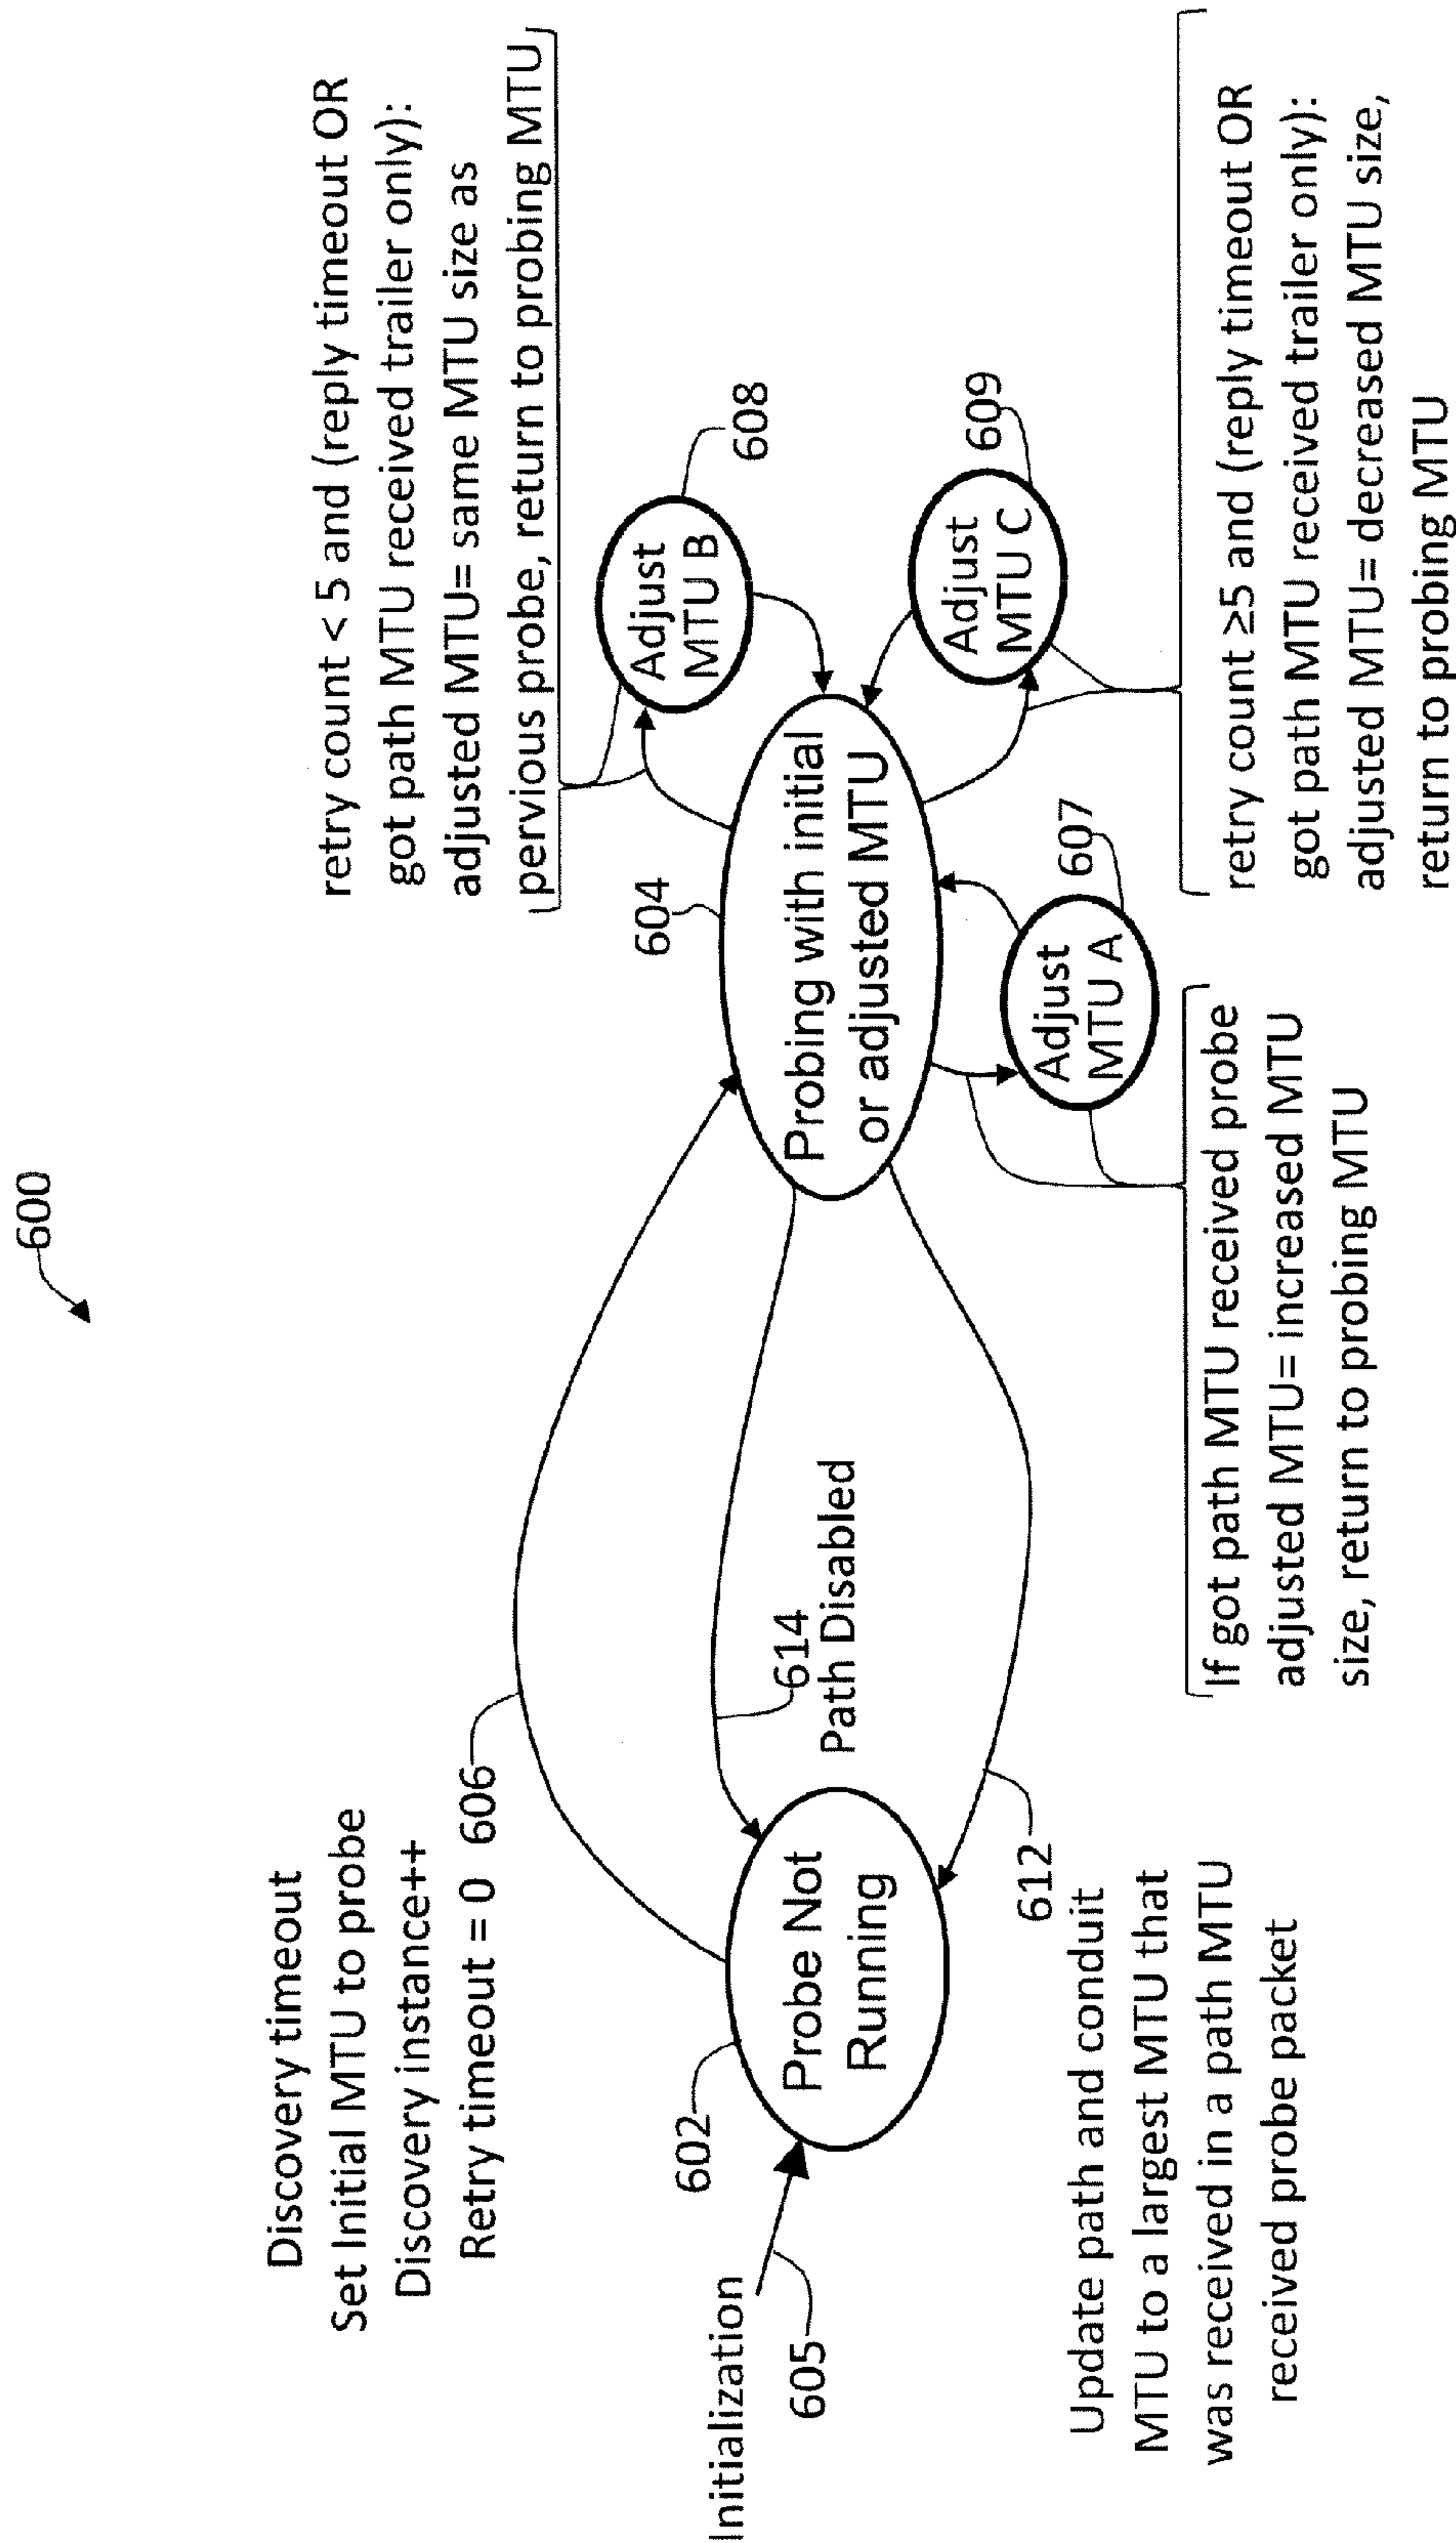 600
Discovery timeout
Set Initial MTU to probe
Discovery instance++
Retry timeout = 0
606
retry count < 5 and (reply timeout OR
got path MTU received trailer only):
adjusted MTU= same MTU size as
pervious probe, return to probing MTU
Initialization
605
602
Probe Not
Running
614
Path Disabled
604
Probing with initial
or adjusted MTU
Adjust
MTU B
608
Adjust
MTU C
609
Adjust
MTU A
607
612
Update path and conduit
MTU to a largest MTU that
was received in a path MTU
received probe packet
If got path MTU received probe
adjusted MTU= increased MTU
size, return to probing MTU
retry count ≥5 and (reply timeout OR
got path MTU received trailer only):
adjusted MTU= decreased MTU size,
return to probing MTU